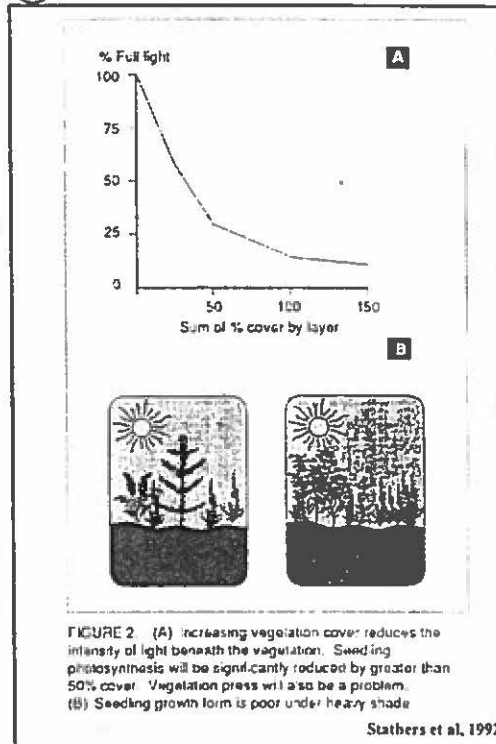 % Full light
A
100
75
50
25
0
50
100
150
Sum of % cover by layer
B
FIGURE 2. (A) Increasing vegetation cover reduces the
intensity of light beneath the vegetation. Seedling
photosynthesis will be significantly reduced by greater than
50% cover. Vegetation press will also be a problem.
(B) Seedling growth form is poor under heavy shade
Stathers et al, 1992